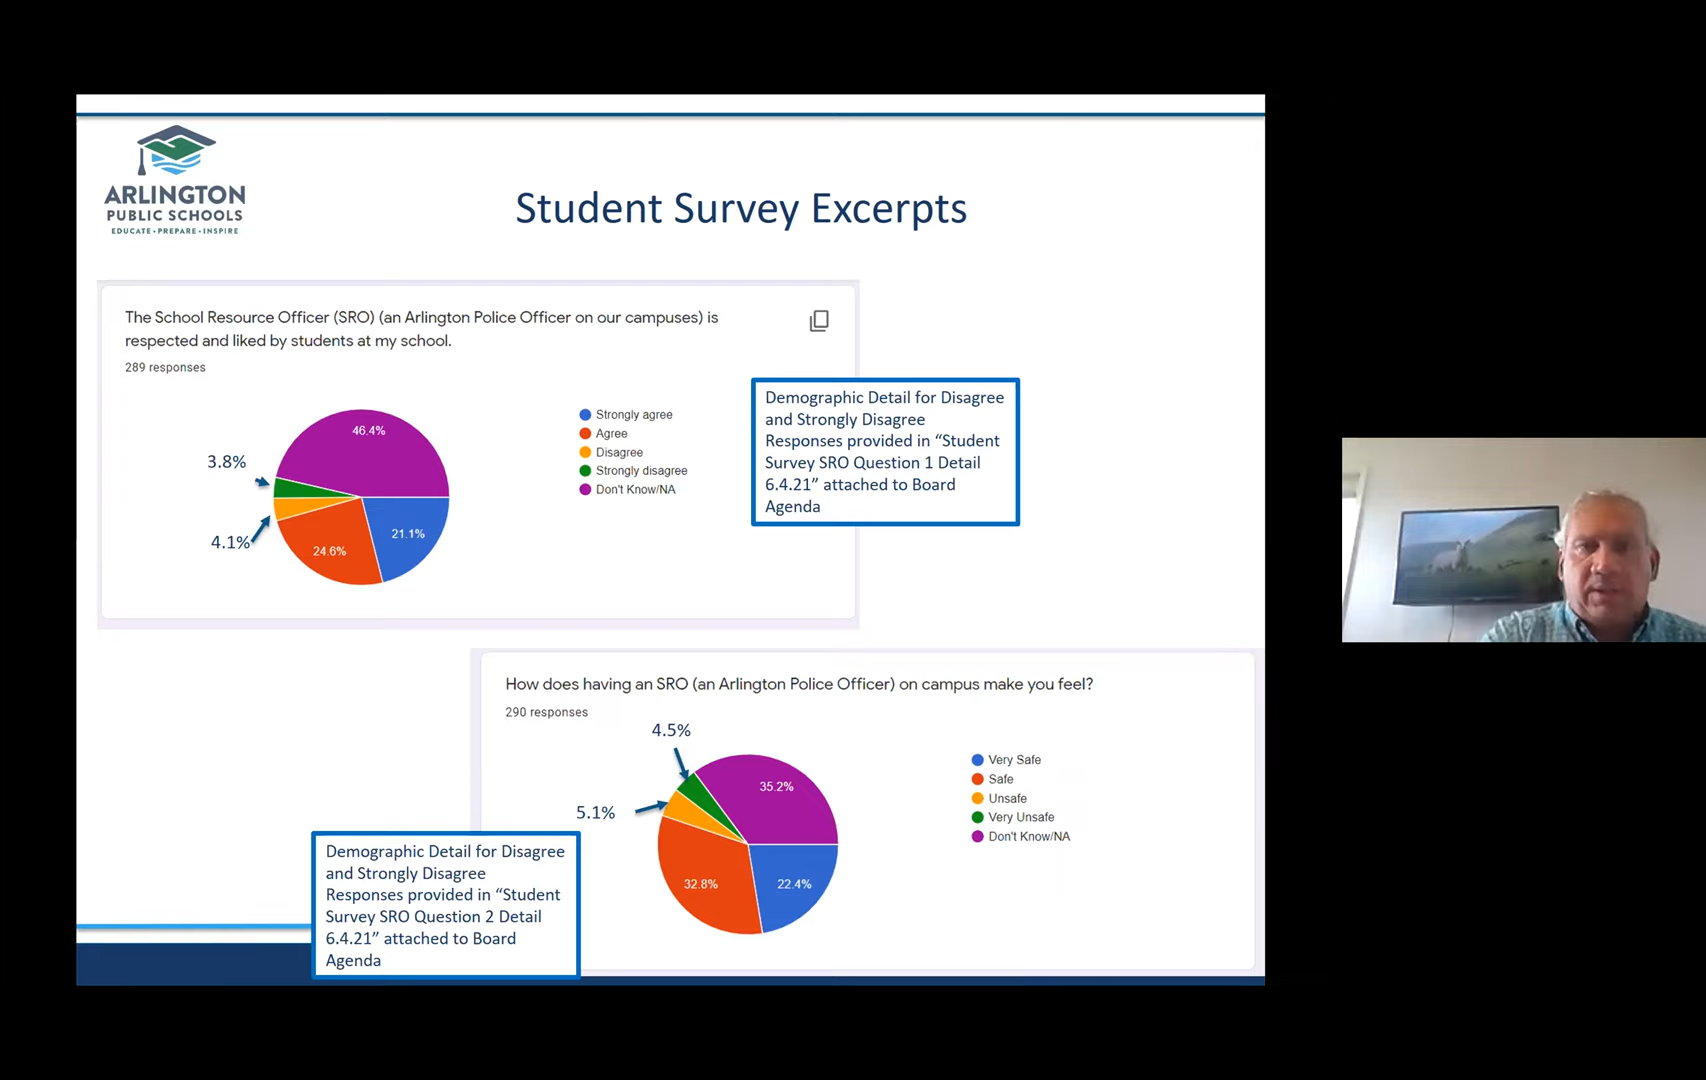 ARLINGTON
PUBLIC SCHOOLS
EDUCATE • PREPARE • INSPIRE
Student Survey Excerpts
The School Resource Officer (SRO) (an Arlington Police Officer on our campuses) is
respected and liked by students at my school.
289 responses
46.4%
3.8%
4.1%
24.6%
21.1%
Strongly agree
Agree
Disagree
Strongly disagree
Don't Know/NA
Demographic Detail for Disagree
and Strongly Disagree
Responses provided in “Student
Survey SRO Question 1 Detail
6.4.21” attached to Board
Agenda
How does having an SRO (an Arlington Police Officer) on campus make you feel?
290 responses
4.5%
35.2%
5.1%
32.8%
22.4%
Very Safe
Safe
Unsafe
Very Unsafe
Don't Know/NA
Demographic Detail for Disagree
and Strongly Disagree
Responses provided in “Student
Survey SRO Question 2 Detail
6.4.21” attached to Board
Agenda